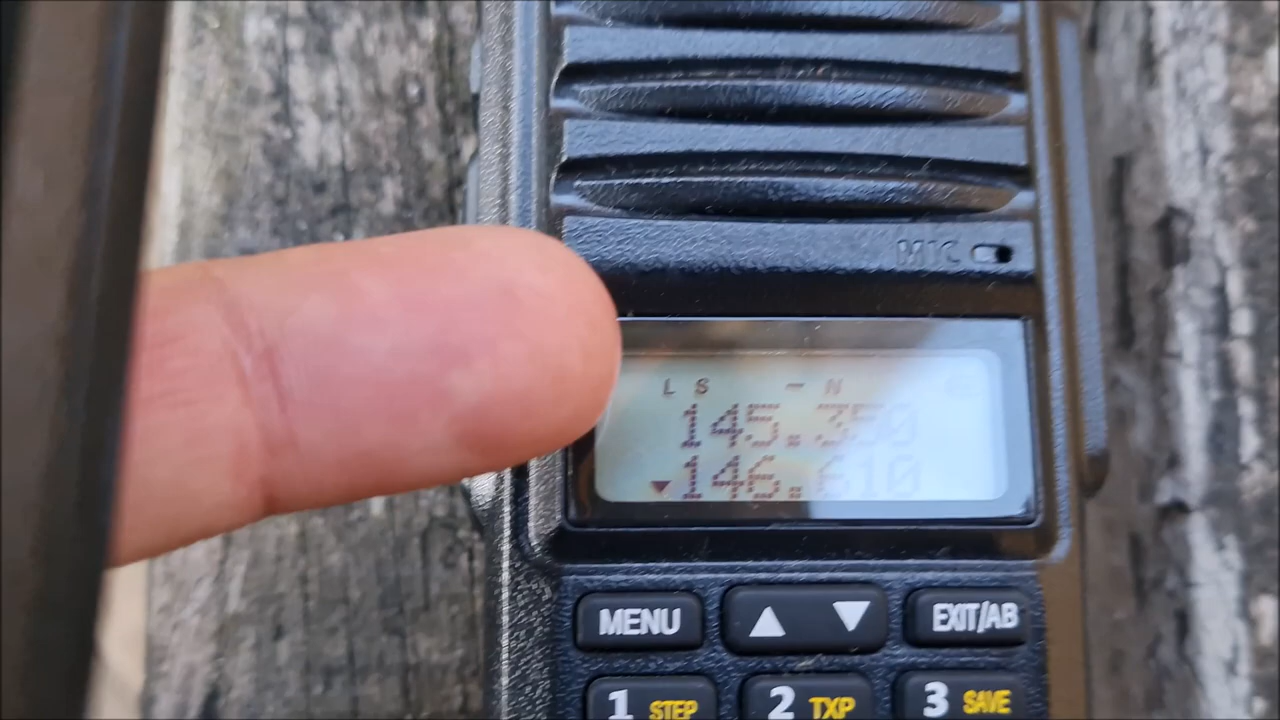 MIC
L S - N
145.350
146.610
MENU ▲ ▼ EXIT/AB
1 STEP 2 TXP 3 SAVE